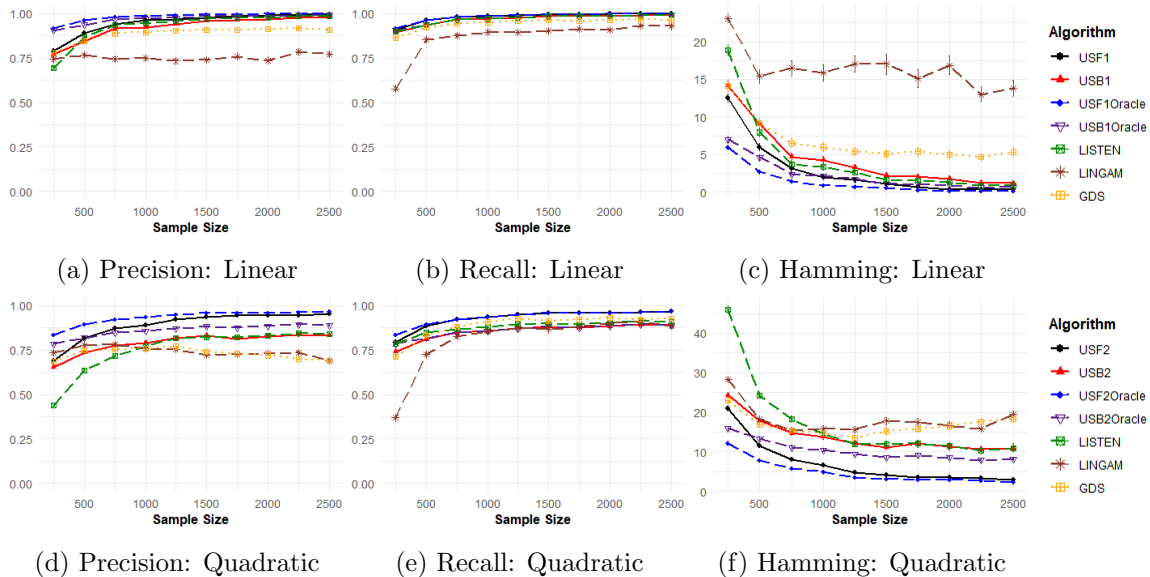 1.00
0.75
0.50
0.25
0.00
500 1000 1500 2000 2500
Sample Size
(a) Precision: Linear
1.00
0.75
0.50
0.25
0.00
500 1000 1500 2000 2500
Sample Size
(b) Recall: Linear
20
15
10
5
0
500 1000 1500 2000 2500
Sample Size
(c) Hamming: Linear
Algorithm
USF1
USB1
USF1Oracle
USB1Oracle
LISTEN
LINGAM
GDS
1.00
0.75
0.50
0.25
0.00
500 1000 1500 2000 2500
Sample Size
(d) Precision: Quadratic
1.00
0.75
0.50
0.25
0.00
500 1000 1500 2000 2500
Sample Size
(e) Recall: Quadratic
40
30
20
10
0
500 1000 1500 2000 2500
Sample Size
(f) Hamming: Quadratic
Algorithm
USF2
USB2
USF2Oracle
USB2Oracle
LISTEN
LINGAM
GDS